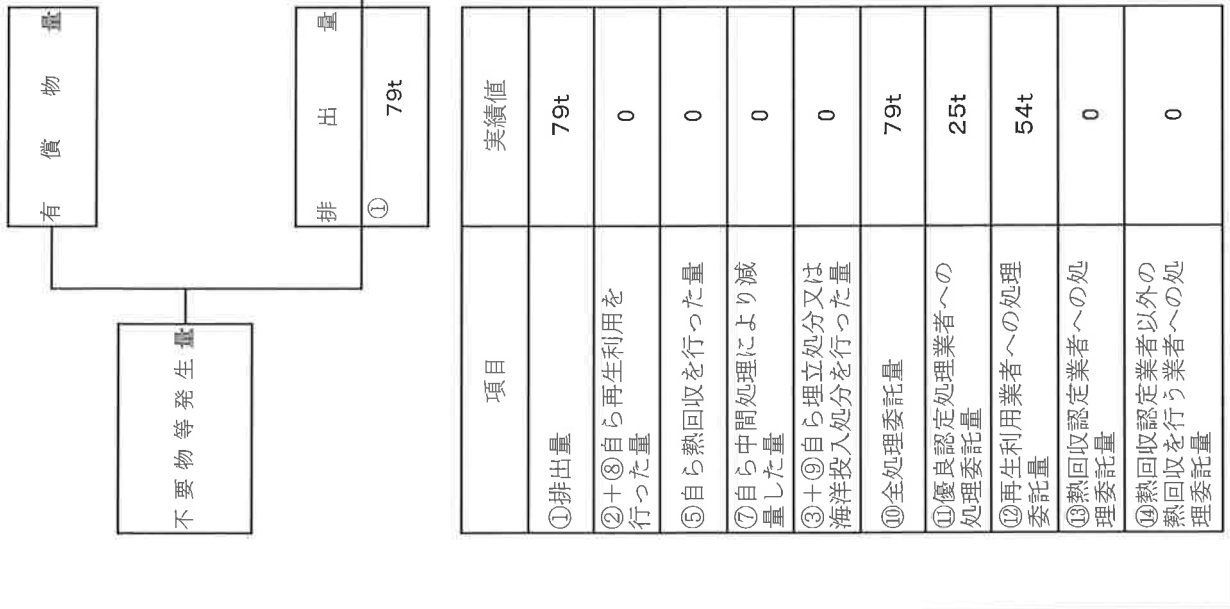 不要物等発生量
有償物量
排出量
①
79t
項目
実績値
①排出量
79t
②+⑧自ら再生利用を
行った量
0
⑤自ら熱回収を行った量
0
⑦自ら中間処理により減
量した量
0
③+⑨自ら埋立処分又は
海洋投入処分を行った量
0
⑩全処理委託量
79t
⑪優良認定処理業者への
処理委託量
25t
⑫再生利用業者への処理
委託量
54t
⑬熱回収認定業者への処
理委託量
0
⑭熱回収認定業者以外の
熱回収を行う業者への処
理委託量
0